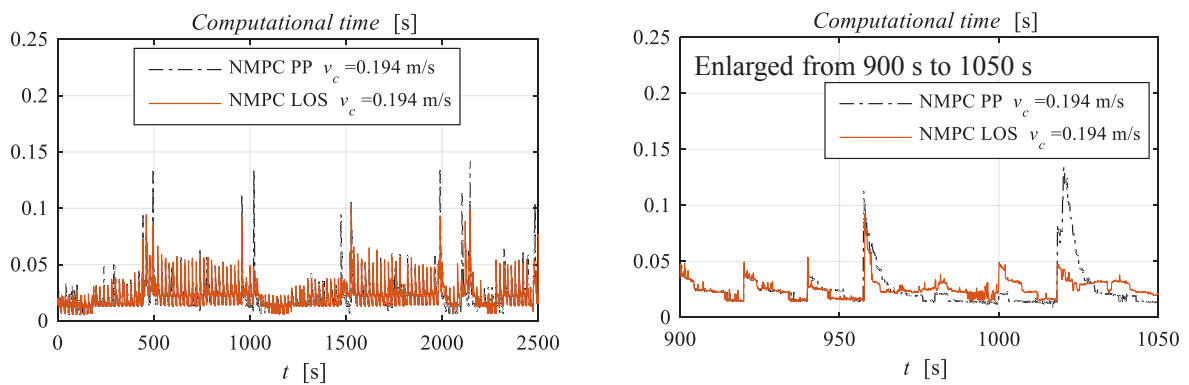 Computational time [s]
0.25
0.2
0.15
0.1
0.05
0
NMPC PP v_c =0.194 m/s
NMPC LOS v_c =0.194 m/s
0 500 1000 1500 2000 2500
t [s]
Computational time [s]
0.25
0.2
0.15
0.1
0.05
0
Enlarged from 900 s to 1050 s
NMPC PP v_c =0.194 m/s
NMPC LOS v_c =0.194 m/s
900 950 1000 1050
t [s]